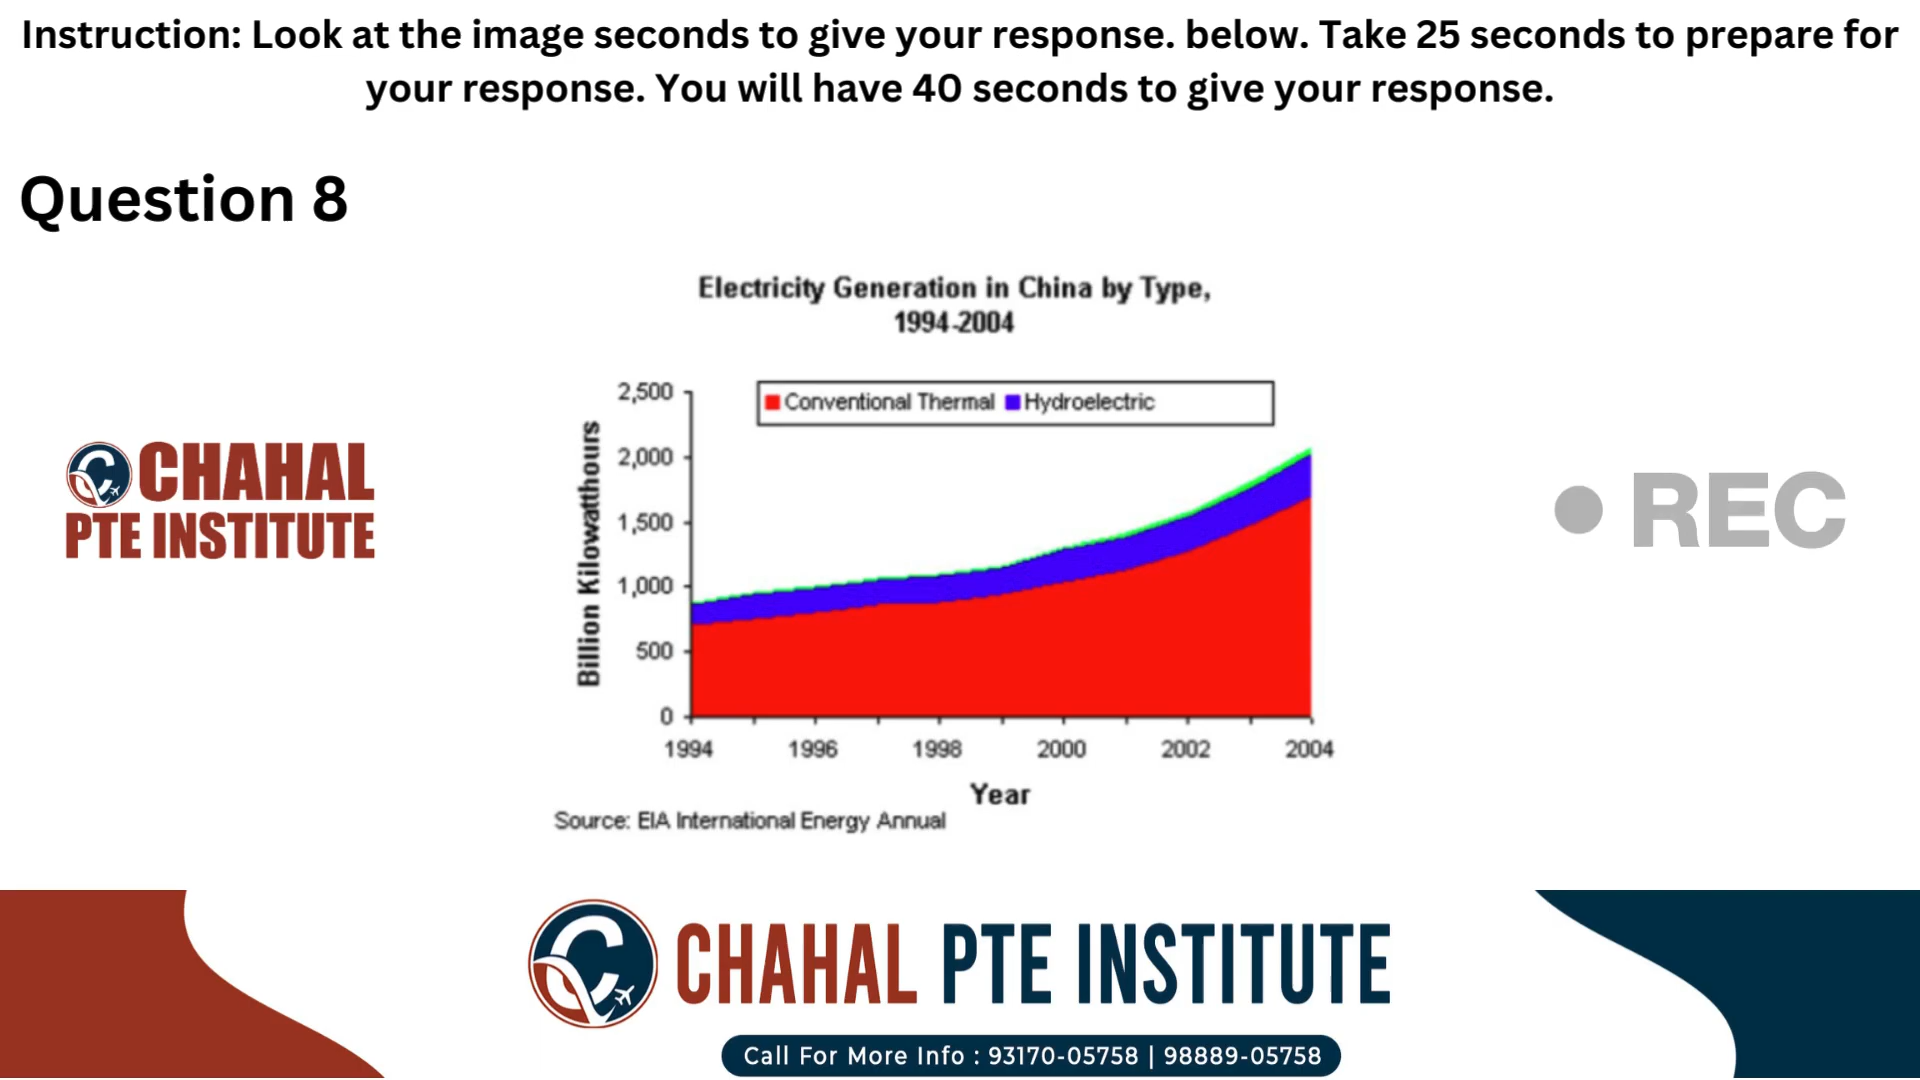 Instruction: Look at the image seconds to give your response. below. Take 25 seconds to prepare for
your response. You will have 40 seconds to give your response.
Question 8
Electricity Generation in China by Type,
1994-2004
Conventional Thermal Hydroelectric
2,500
2,000
1,500
1,000
500
0
Billion Kilowatthours
1994 1996 1998 2000 2002 2004
Year
Source: EIA International Energy Annual
CHAHAL
PTE INSTITUTE
REC
CHAHAL PTE INSTITUTE
Call For More Info : 93170-05758 | 98889-05758